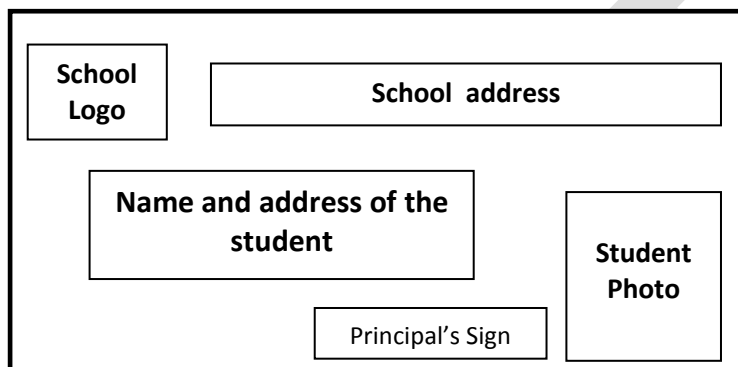 School
Logo
School address
Name and address of the
student
Student
Photo
Principal's Sign